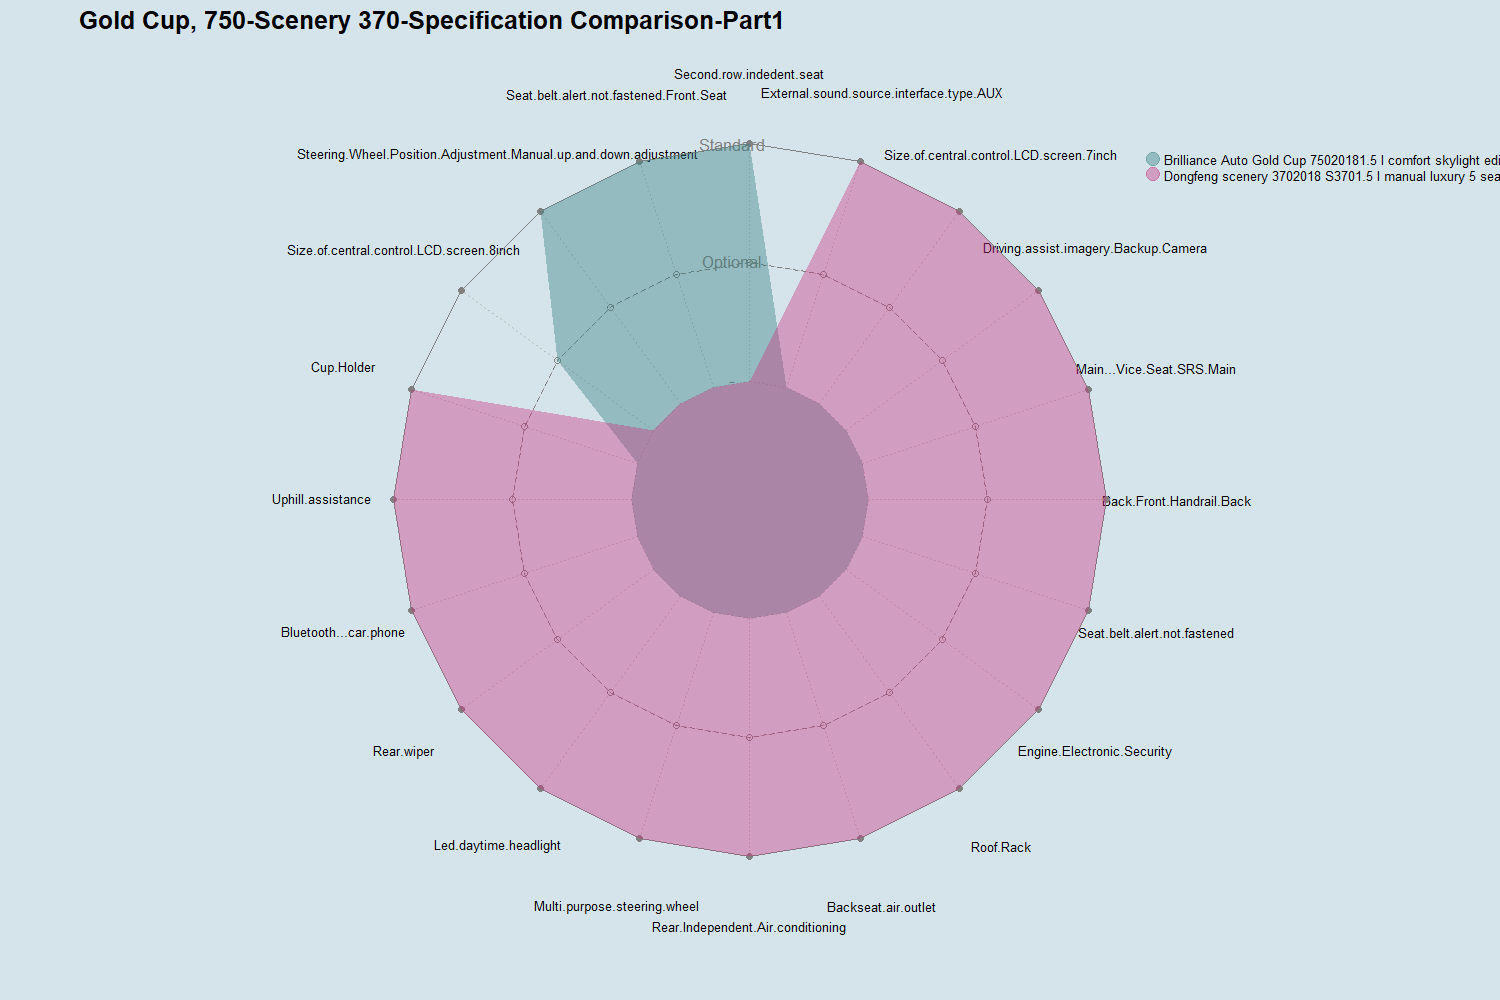 Gold Cup, 750-Scenery 370-Specification Comparison-Part1
Second.row.indedent.seat
Seat.belt.alert.not.fastened.Front.Seat
External.sound.source.interface.type.AUX
Steering.Wheel.Position.Adjustment.Manual.up.and.down.adjustment
Standard
Size.of.central.control.LCD.screen.7inch
Brilliance Auto Gold Cup 75020181.5 l comfort skylight edi
Dongfeng scenery 3702018 S3701.5 l manual luxury 5 sea
Size.of.central.control.LCD.screen.8inch
Optional
Driving.assist.imagery.Backup.Camera
Cup.Holder
-
Main...Vice.Seat.SRS.Main
Uphill.assistance
Back.Front.Handrail.Back
Bluetooth...car.phone
Seat.belt.alert.not.fastened
Rear.wiper
Engine.Electronic.Security
Led.daytime.headlight
Roof.Rack
Multi.purpose.steering.wheel
Backseat.air.outlet
Rear.Independent.Air.conditioning